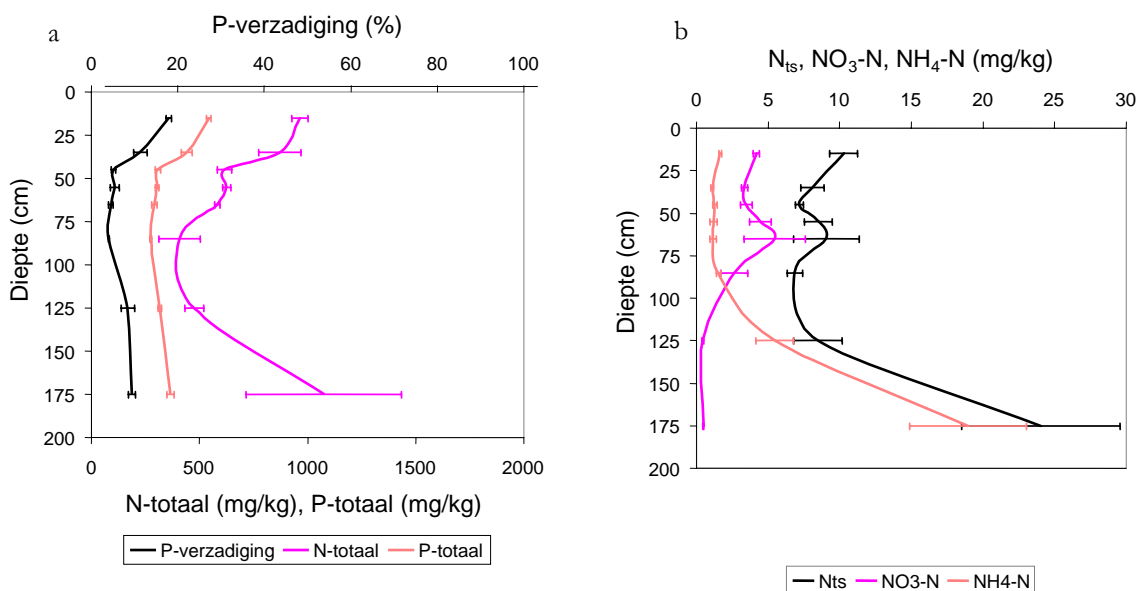 a
P-verzadiging (%)
0 20 40 60 80 100
Diepte (cm)
0
25
50
75
100
125
150
175
200
0 500 1000 1500 2000
N-totaal (mg/kg), P-totaal (mg/kg)
P-verzadiging N-totaal P-totaal
b
Nts, NO3-N, NH4-N (mg/kg)
0 5 10 15 20 25 30
Diepte (cm)
0
25
50
75
100
125
150
175
200
Nts NO3-N NH4-N